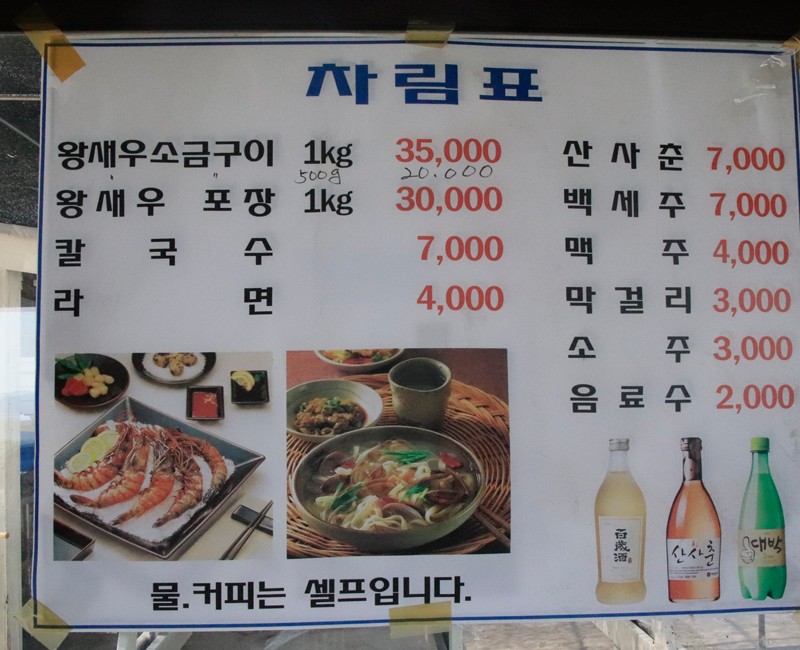 차림표
왕새우소금구이 1kg 35,000
〃 500g 20.000
왕새우 포장 1kg 30,000
칼국수 7,000
라면 4,000
산사춘 7,000
백세주 7,000
맥주 4,000
막걸리 3,000
소주 3,000
음료수 2,000
百歲酒
산사춘
대박
물.커피는 셀프입니다.